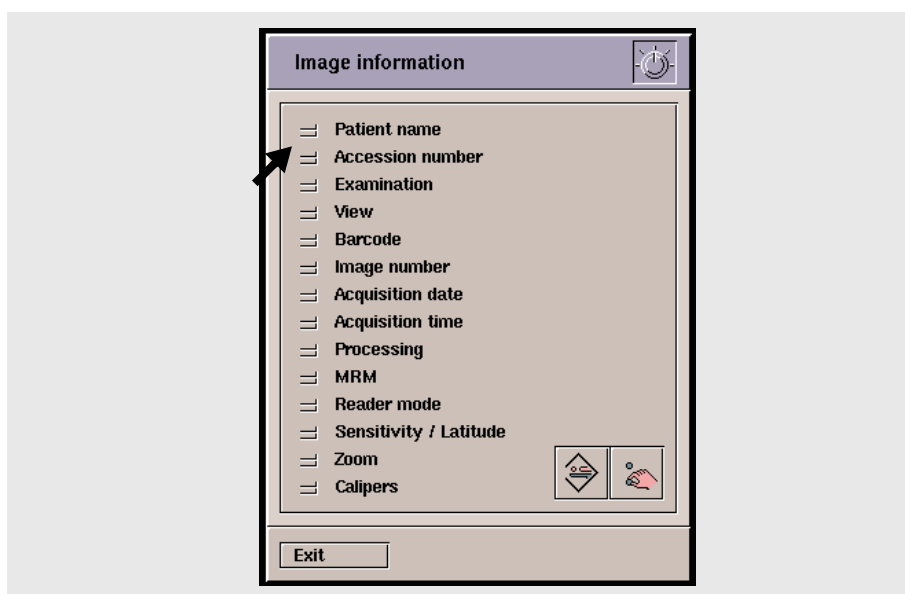 Image information
Patient name
Accession number
Examination
View
Barcode
Image number
Acquisition date
Acquisition time
Processing
MRM
Reader mode
Sensitivity / Latitude
Zoom
Calipers
Exit